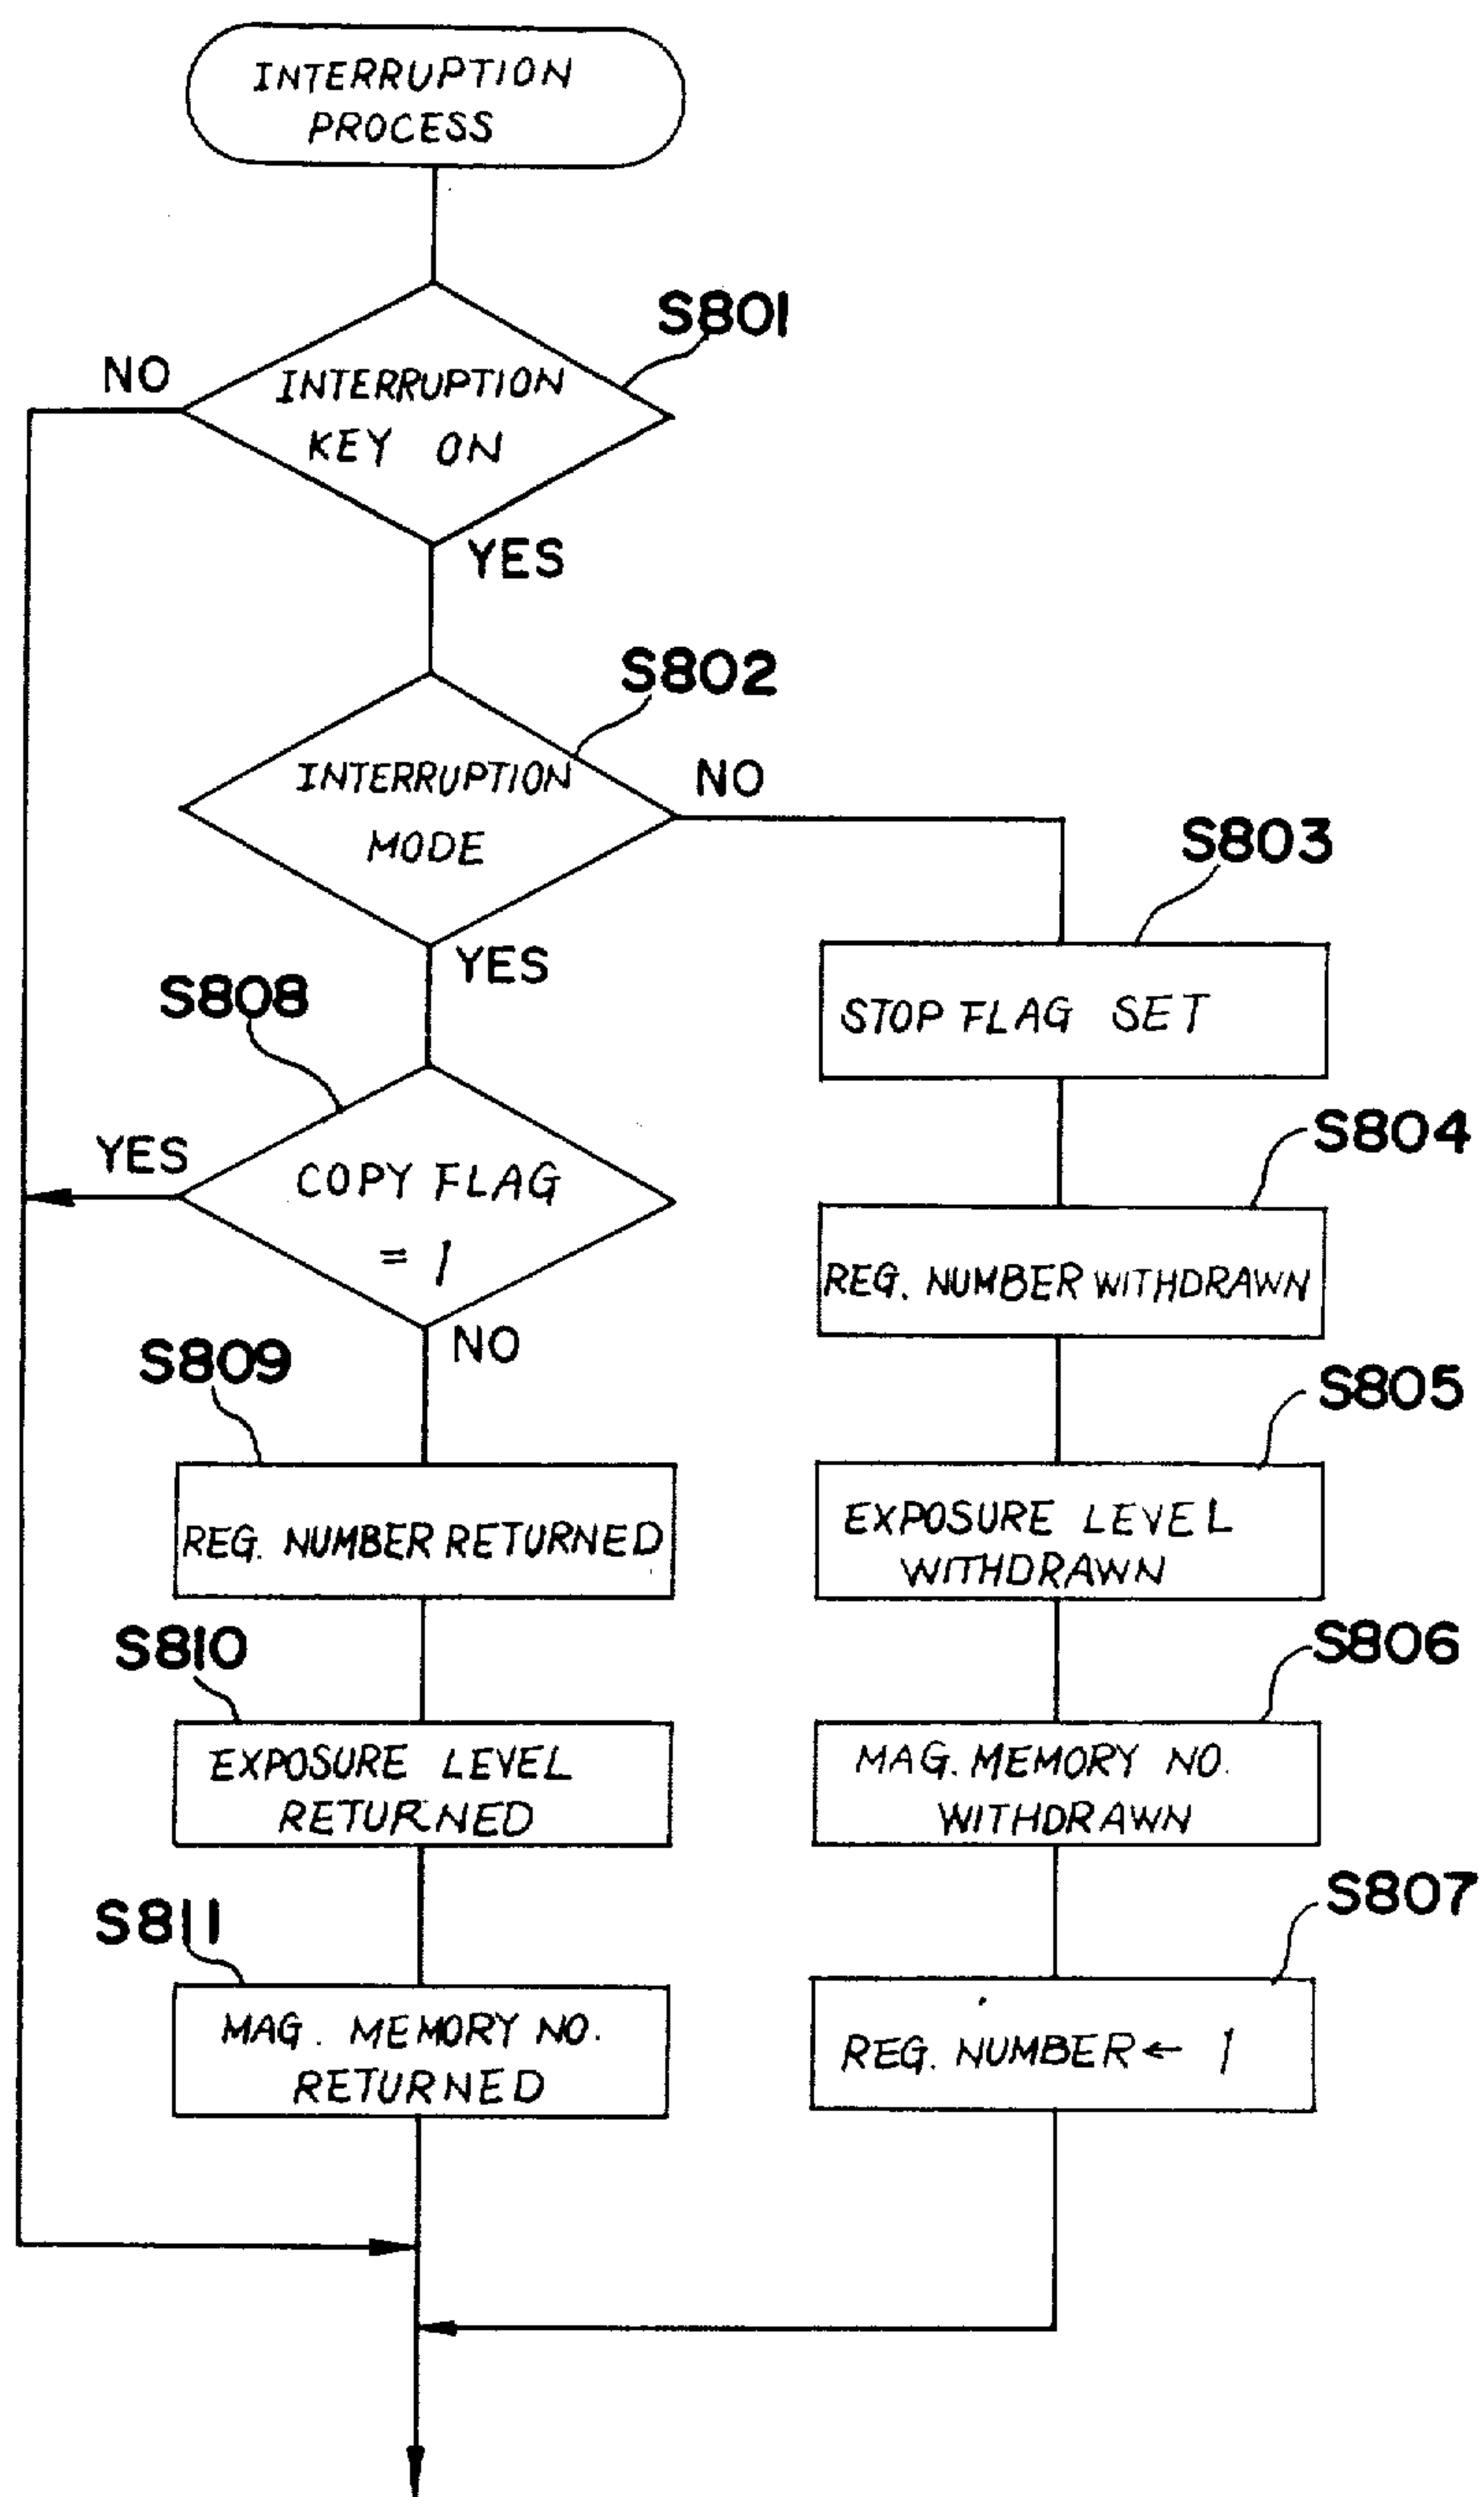 INTERRUPTION
PROCESS
S801
NO
INTERRUPTION
KEY ON
YES
S802
INTERRUPTION
MODE
NO
YES
S803
STOP FLAG SET
S808
YES
COPY FLAG
= 1
NO
S804
REG. NUMBER WITHDRAWN
S809
REG. NUMBER RETURNED
S805
EXPOSURE LEVEL
WITHDRAWN
S810
EXPOSURE LEVEL
RETURNED
S806
MAG. MEMORY NO.
WITHDRAWN
S811
MAG. MEMORY NO.
RETURNED
S807
REG. NUMBER ← 1